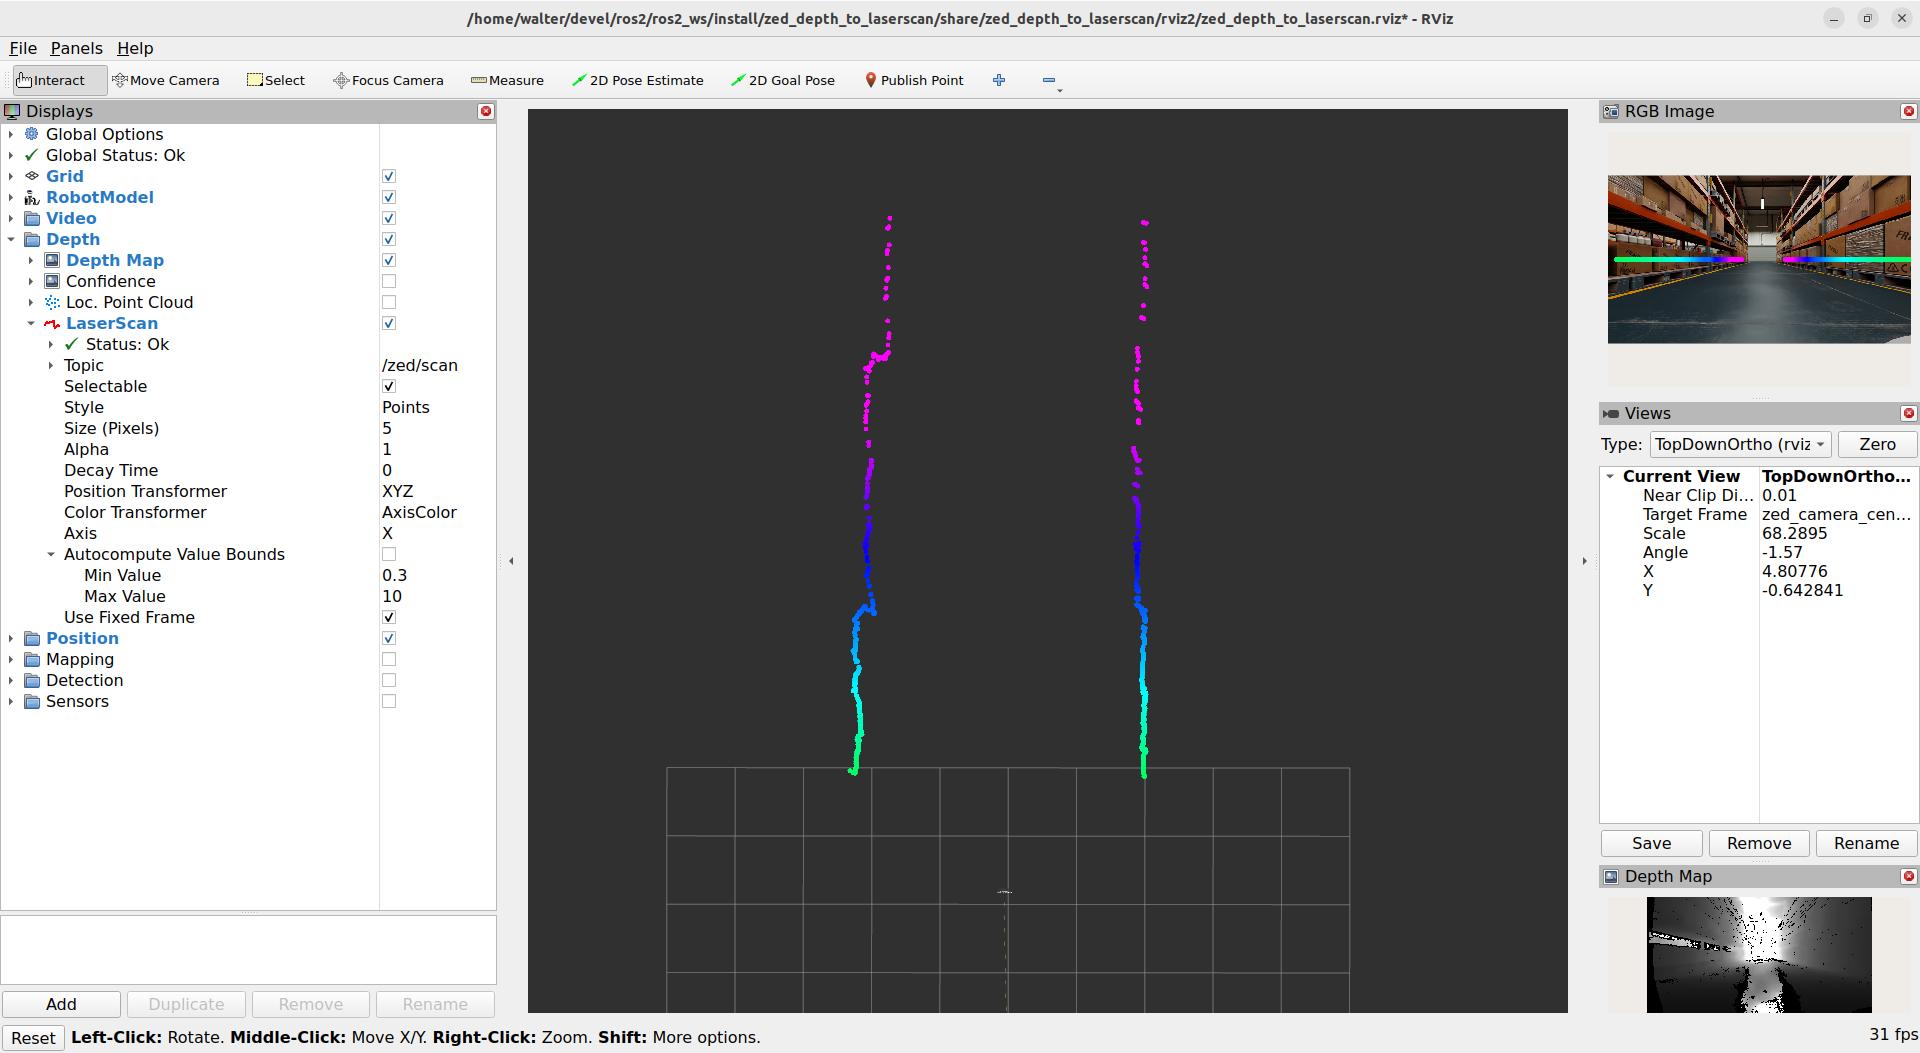 /home/walter/devel/ros2/ros2_ws/install/zed_depth_to_laserscan/share/zed_depth_to_laserscan/rviz2/zed_depth_to_laserscan.rviz* - RViz
File Panels Help
Interact Move Camera Select Focus Camera Measure 2D Pose Estimate 2D Goal Pose Publish Point
Displays
Global Options
Global Status: Ok
Grid
RobotModel
Video
Depth
Depth Map
Confidence
Loc. Point Cloud
LaserScan
Status: Ok
Topic /zed/scan
Selectable
Style Points
Size (Pixels) 5
Alpha 1
Decay Time 0
Position Transformer XYZ
Color Transformer AxisColor
Axis X
Autocompute Value Bounds
Min Value 0.3
Max Value 10
Use Fixed Frame
Position
Mapping
Detection
Sensors
Add Duplicate Remove Rename
Reset Left-Click: Rotate. Middle-Click: Move X/Y. Right-Click: Zoom. Shift: More options.
RGB Image
Views
Type: TopDownOrtho (rviz Zero
Current View TopDownOrtho...
Near Clip Di... 0.01
Target Frame zed_camera_cen...
Scale 68.2895
Angle -1.57
X 4.80776
Y -0.642841
Save Remove Rename
Depth Map
31 fps